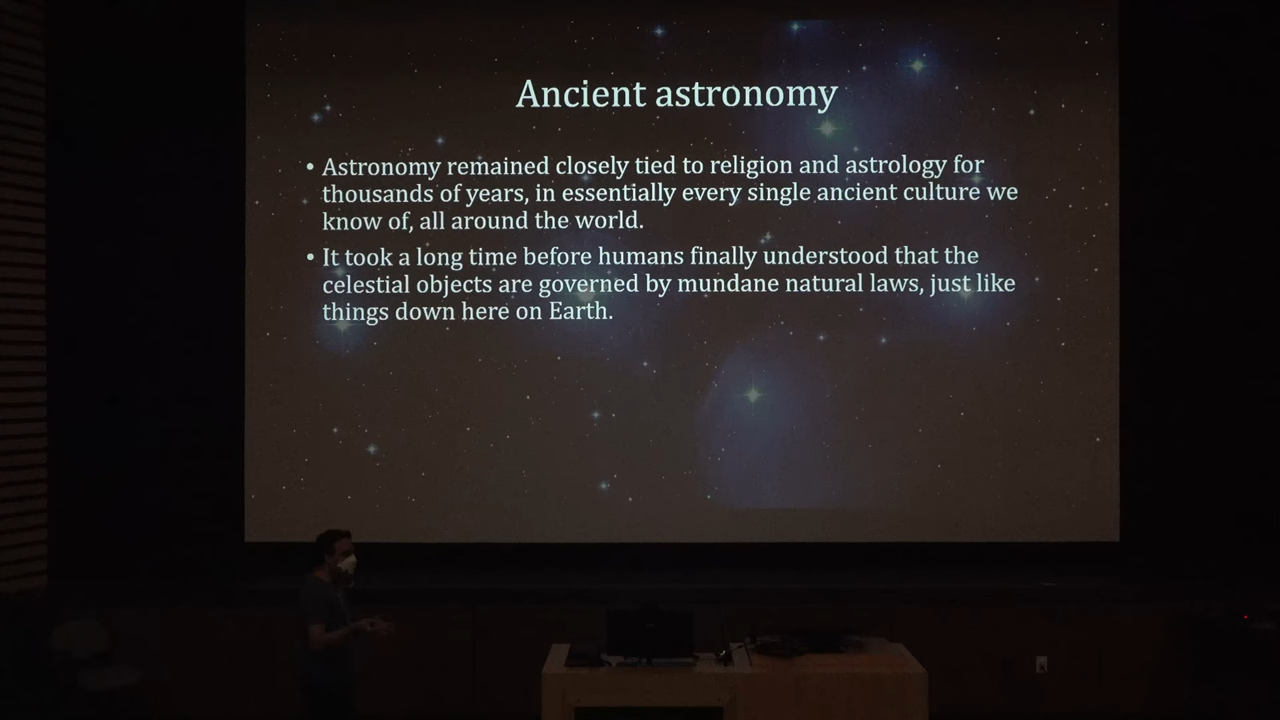 Ancient astronomy
• Astronomy remained closely tied to religion and astrology for
thousands of years, in essentially every single ancient culture we
know of, all around the world.
• It took a long time before humans finally understood that the
celestial objects are governed by mundane natural laws, just like
things down here on Earth.